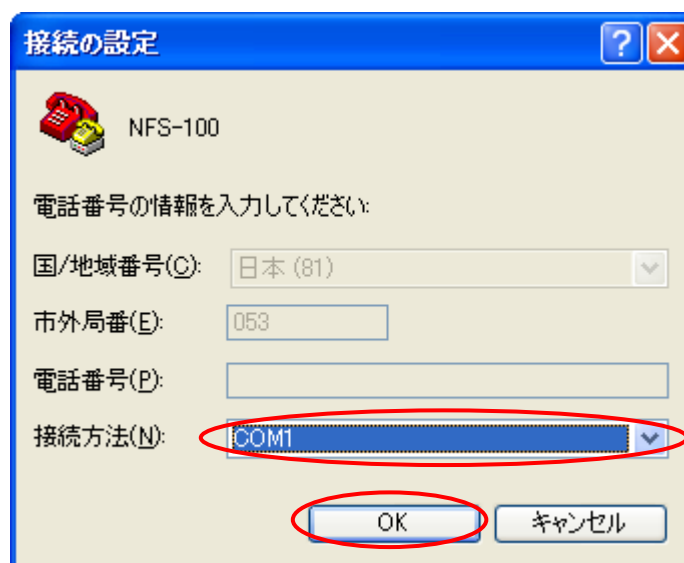 接続の設定
NFS-100
電話番号の情報を入力してください:
国/地域番号(C): 日本 (81)
市外局番(E): 053
電話番号(P):
接続方法(N): COM1
OK キャンセル